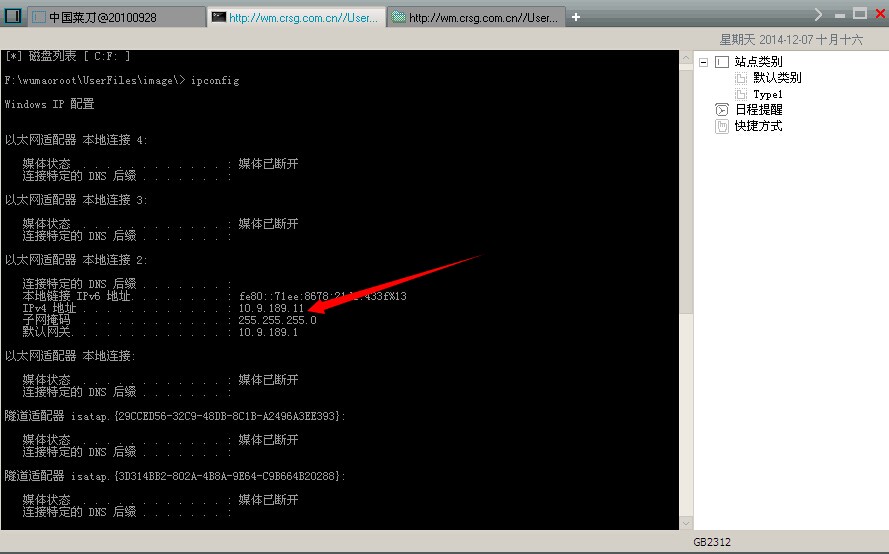 中国菜刀@20100928
http://wm.crsg.com.cn//User...
http://wm.crsg.com.cn//User...
+
星期天 2014-12-07 十月十六
[*] 磁盘列表 [ C:F: ]
F:\wumaoroot\UserFiles\image\> ipconfig
Windows IP 配置
以太网适配器 本地连接 4:
媒体状态 . . . . . . . . . . . . : 媒体已断开
连接特定的 DNS 后缀 . . . . . . . :
以太网适配器 本地连接 3:
媒体状态 . . . . . . . . . . . . : 媒体已断开
连接特定的 DNS 后缀 . . . . . . . :
以太网适配器 本地连接 2:
连接特定的 DNS 后缀 . . . . . . . :
本地链接 IPv6 地址. . . . . . . . : fe80::71ee:8678: 433f%13
IPv4 地址 . . . . . . . . . . . . : 10.9.189.11
子网掩码 . . . . . . . . . . . . : 255.255.255.0
默认网关. . . . . . . . . . . . . : 10.9.189.1
以太网适配器 本地连接:
媒体状态 . . . . . . . . . . . . : 媒体已断开
连接特定的 DNS 后缀 . . . . . . . :
隧道适配器 isatap.{29CCED56-32C9-48DB-8C1B-A2496A3EE393}:
媒体状态 . . . . . . . . . . . . : 媒体已断开
连接特定的 DNS 后缀 . . . . . . . :
隧道适配器 isatap.{3D314BB2-802A-4B8A-9E64-C9B664B20288}:
媒体状态 . . . . . . . . . . . . : 媒体已断开
连接特定的 DNS 后缀 . . . . . . . :
站点类别
默认类别
Type1
日程提醒
快捷方式
GB2312